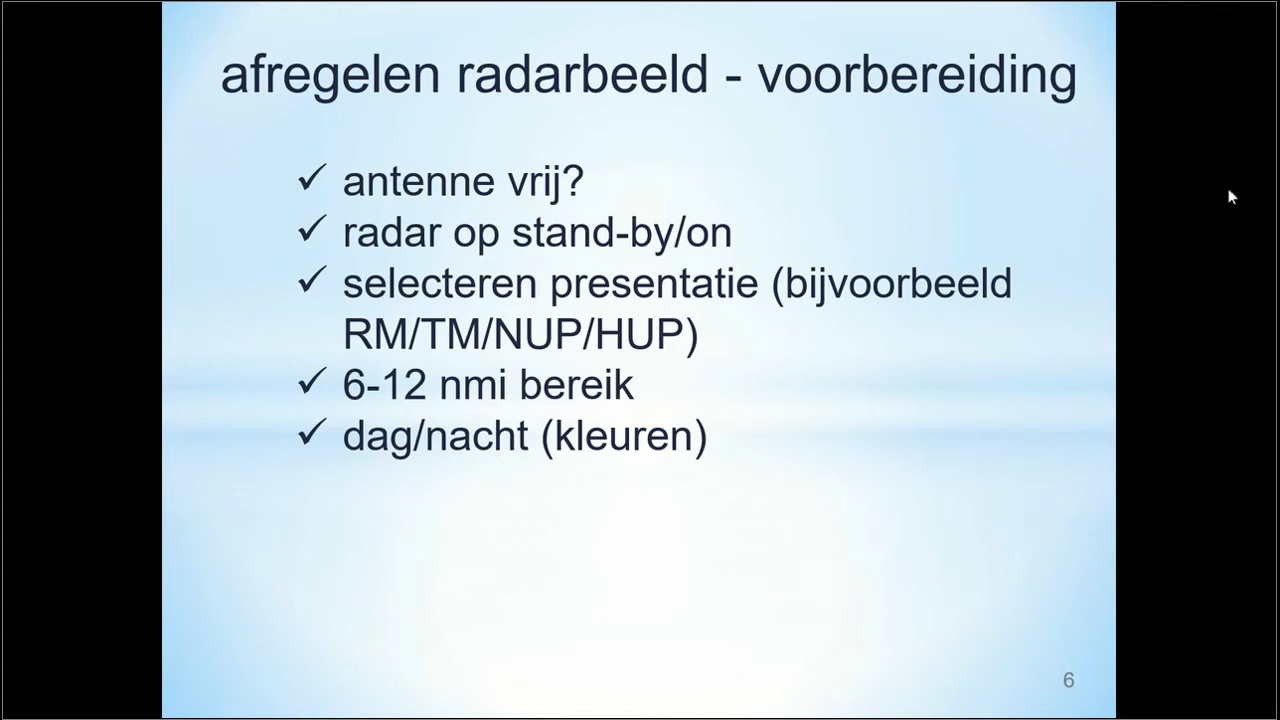 afregelen radarbeeld - voorbereiding
✓ antenne vrij?
✓ radar op stand-by/on
✓ selecteren presentatie (bijvoorbeeld
RM/TM/NUP/HUP)
✓ 6-12 nmi bereik
✓ dag/nacht (kleuren)
6